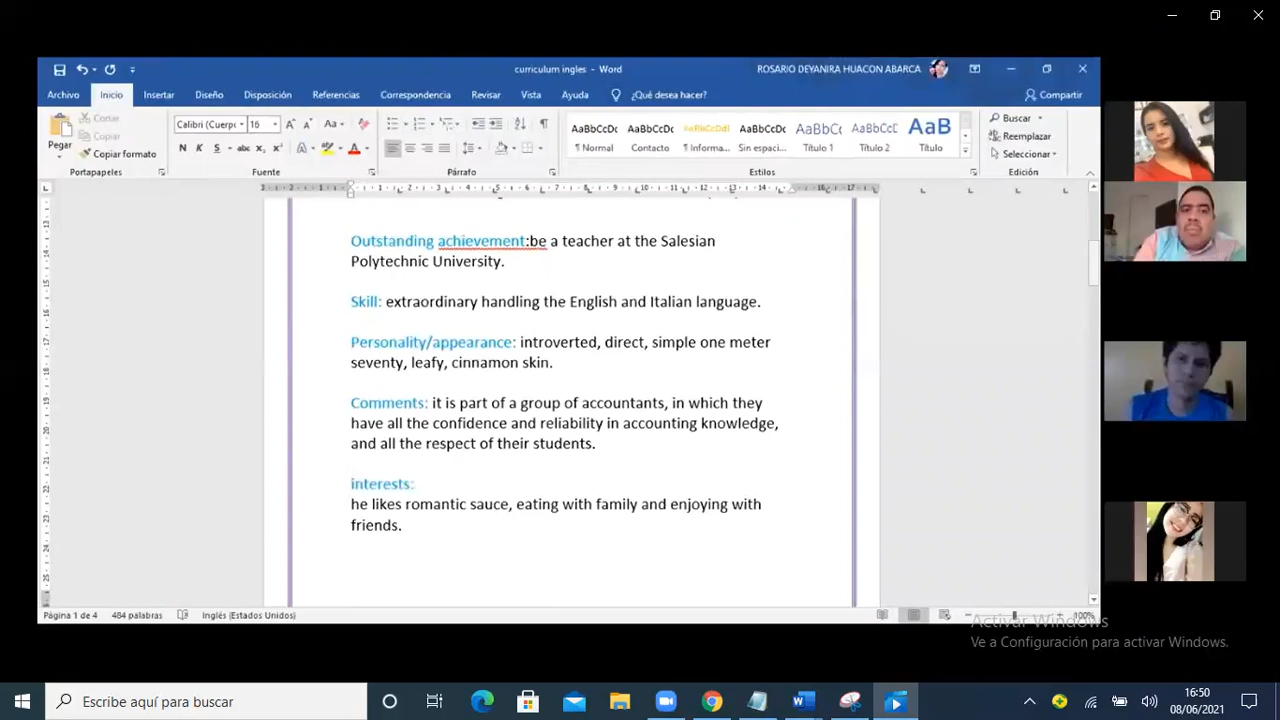 curriculum ingles - Word
ROSARIO DEYANIRA HUACON ABARCA
Archivo Inicio Insertar Diseño Disposición Referencias Correspondencia Revisar Vista Ayuda ¿Qué desea hacer? Compartir
Pegar
Cortar
Copiar
Copiar formato
Portapapeles
Calibri (Cuerpo 16
N K S abc x₂ x²
Fuente
Párrafo
AaBbCcDc AaBbCcDc AaBbCcDdI AaBbCcDc AaBbCc AaBbCcD AaB
¶ Normal Contacto ¶ Informa... Sin espaci... Título 1 Título 2 Título
Estilos
Buscar
Reemplazar
Seleccionar
Edición
Outstanding achievement:be a teacher at the Salesian
Polytechnic University.
Skill: extraordinary handling the English and Italian language.
Personality/appearance: introverted, direct, simple one meter
seventy, leafy, cinnamon skin.
Comments: it is part of a group of accountants, in which they
have all the confidence and reliability in accounting knowledge,
and all the respect of their students.
interests:
he likes romantic sauce, eating with family and enjoying with
friends.
Página 1 de 4 484 palabras Inglés (Estados Unidos) 100%
Activar Windows
Ve a Configuración para activar Windows.
Escribe aquí para buscar
16:50
08/06/2021